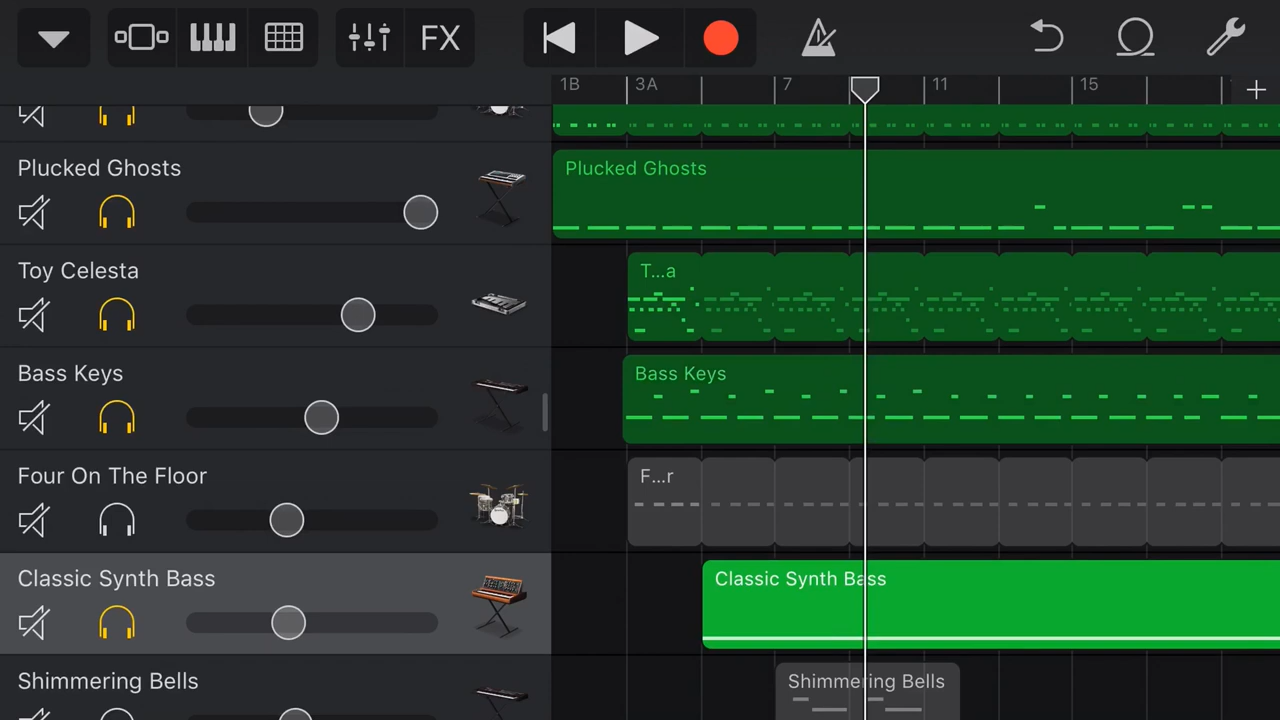 FX
1B 3A 7 11 15
Plucked Ghosts
Plucked Ghosts
Toy Celesta
T...a
Bass Keys
Bass Keys
Four On The Floor
F...r
Classic Synth Bass
Classic Synth Bass
Shimmering Bells
Shimmering Bells